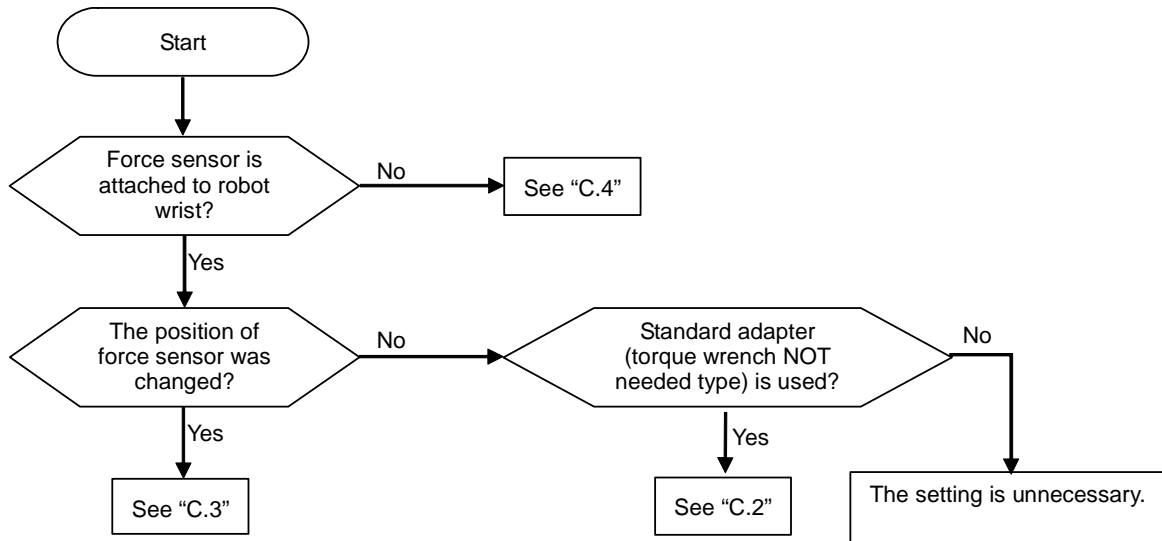 Start
Force sensor is
attached to robot
wrist?
No
See “C.4”
Yes
The position of
force sensor was
changed?
No
Standard adapter
(torque wrench NOT
needed type) is used?
No
Yes
Yes
See “C.3”
See “C.2”
The setting is unnecessary.